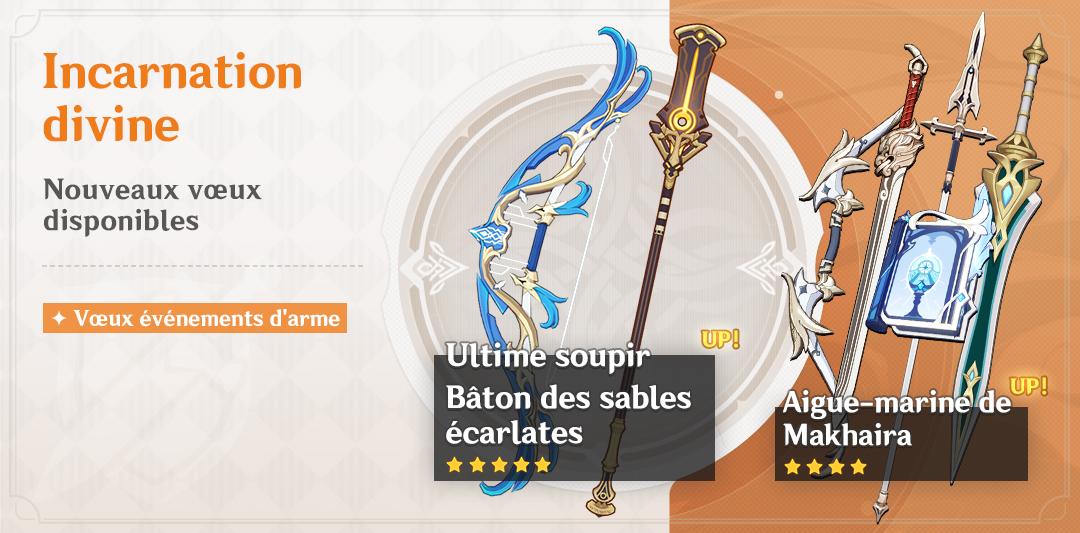 Incarnation
divine
Nouveaux vœux
disponibles
✦ Vœux événements d'arme
UP!
Ultime soupir
Bâton des sables
écarlates
UP!
Aigue-marine de
Makhaira